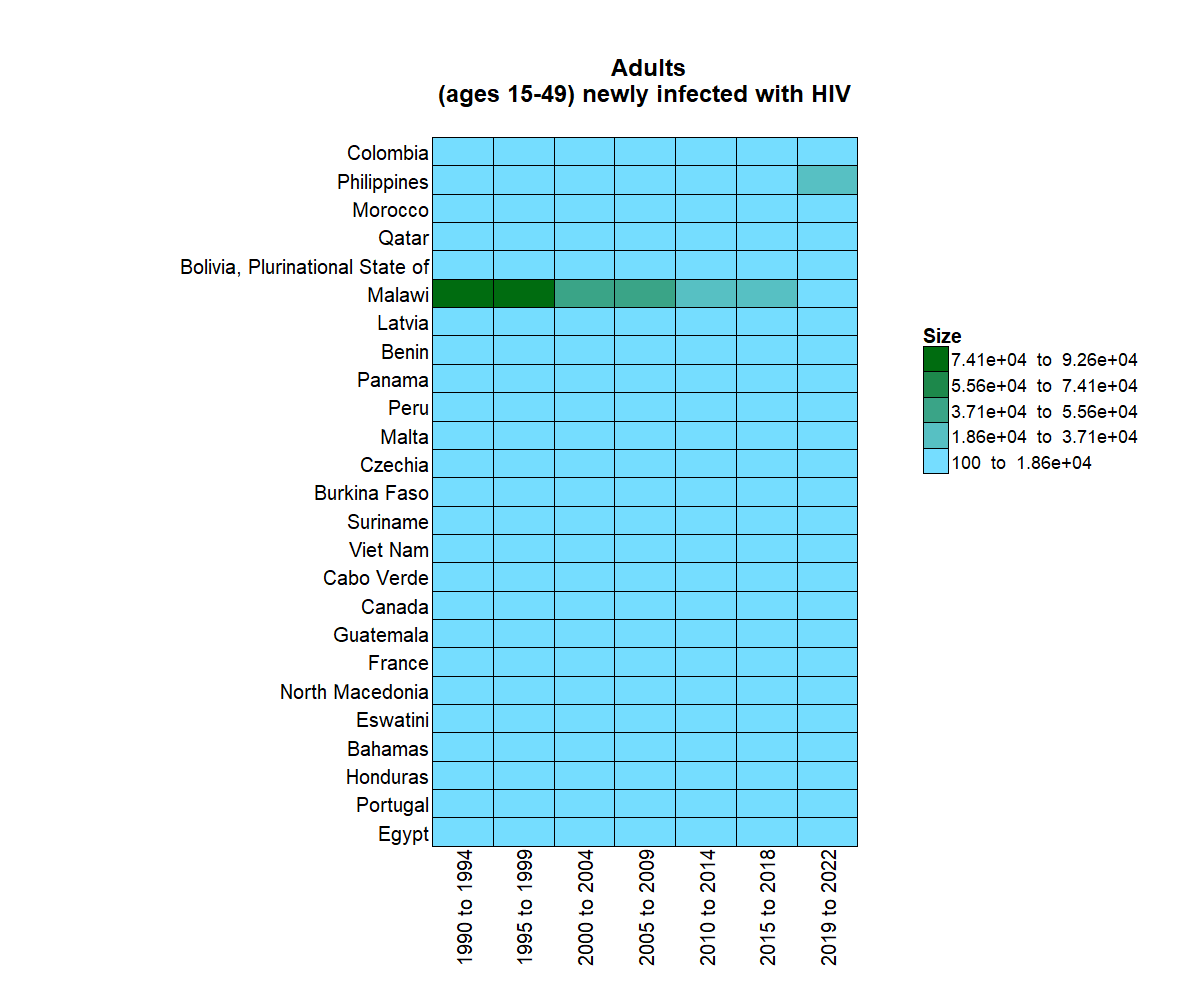 Adults
(ages 15-49) newly infected with HIV
Colombia
Philippines
Morocco
Qatar
Bolivia, Plurinational State of
Malawi
Latvia
Benin
Panama
Peru
Malta
Czechia
Burkina Faso
Suriname
Viet Nam
Cabo Verde
Canada
Guatemala
France
North Macedonia
Eswatini
Bahamas
Honduras
Portugal
Egypt
1990 to 1994
1995 to 1999
2000 to 2004
2005 to 2009
2010 to 2014
2015 to 2018
2019 to 2022
Size
7.41e+04 to 9.26e+04
5.56e+04 to 7.41e+04
3.71e+04 to 5.56e+04
1.86e+04 to 3.71e+04
100 to 1.86e+04